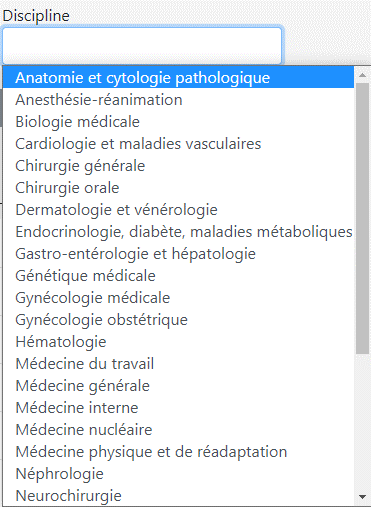 Discipline
Anatomie et cytologie pathologique
Anesthésie-réanimation
Biologie médicale
Cardiologie et maladies vasculaires
Chirurgie générale
Chirurgie orale
Dermatologie et vénérologie
Endocrinologie, diabète, maladies métaboliques
Gastro-entérologie et hépatologie
Génétique médicale
Gynécologie médicale
Gynécologie obstétrique
Hématologie
Médecine du travail
Médecine générale
Médecine interne
Médecine nucléaire
Médecine physique et de réadaptation
Néphrologie
Neurochirurgie